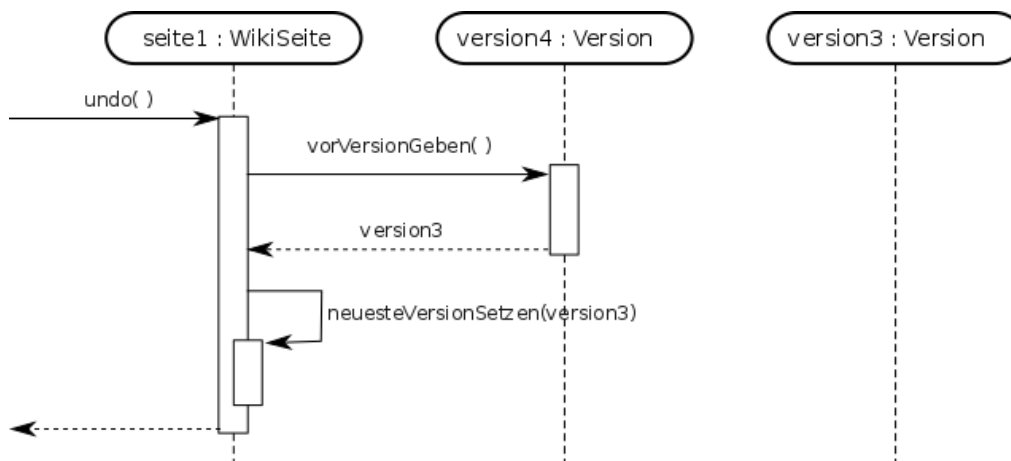 seite1 : WikiSeite
version4 : Version
version3 : Version
undo( )
vorVersionGeben( )
version3
neuesteVersionSetzen(version3)